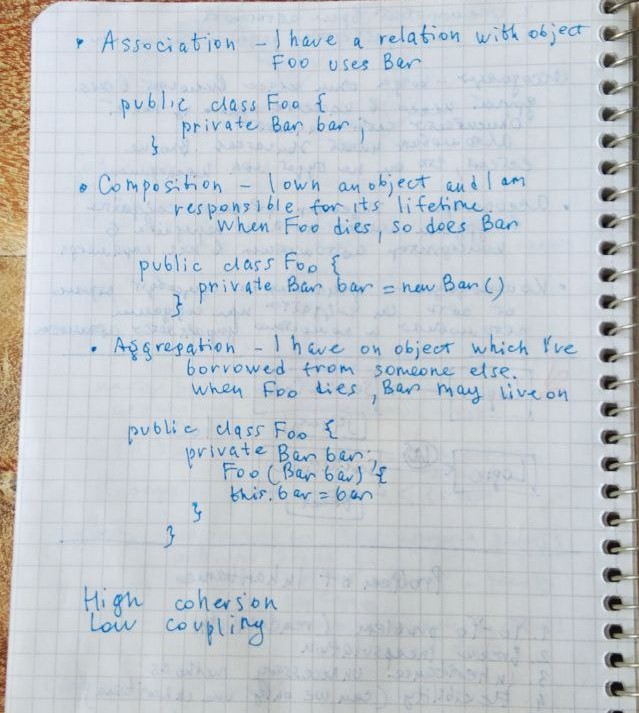 • Association - I have a relation with object
Foo uses Bar
public class Foo {
private Bar bar;
}
• Composition - I own an object and I am
responsible for its lifetime.
When Foo dies, so does Bar
public class Foo {
private Bar bar = new Bar()
}
• Aggregation - I have on object which I've
borrowed from someone else.
When Foo dies, Bar may live on
public class Foo {
private Bar bar;
Foo (Bar bar) {
this.bar = bar
}
}
High cohersion
Low coupling